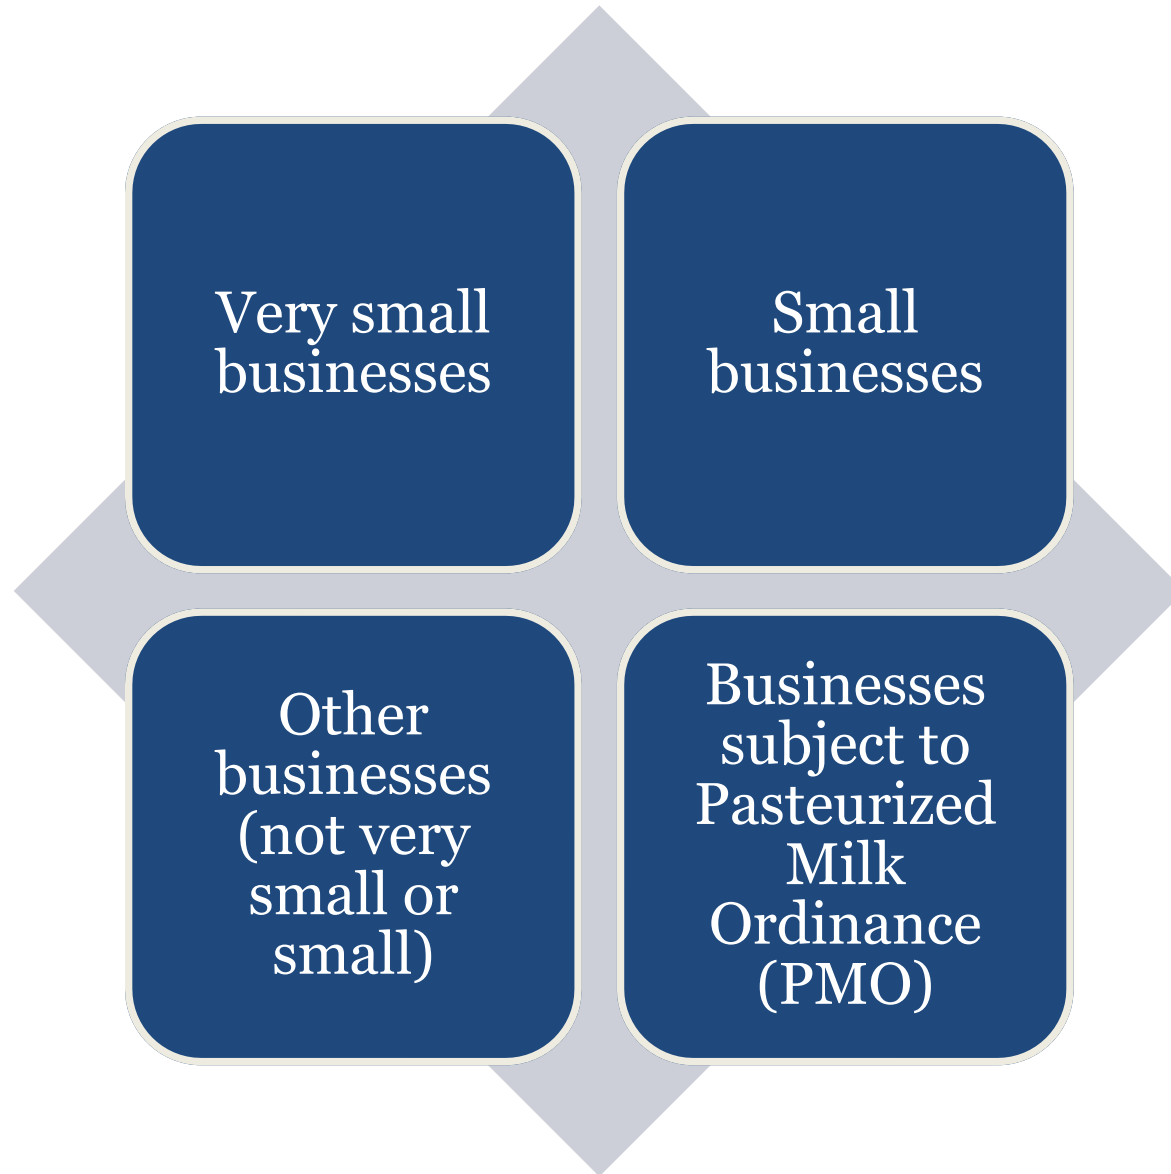 Very small
businesses
Small
businesses
Other
businesses
(not very
small or
small)
Businesses
subject to
Pasteurized
Milk
Ordinance
(PMO)